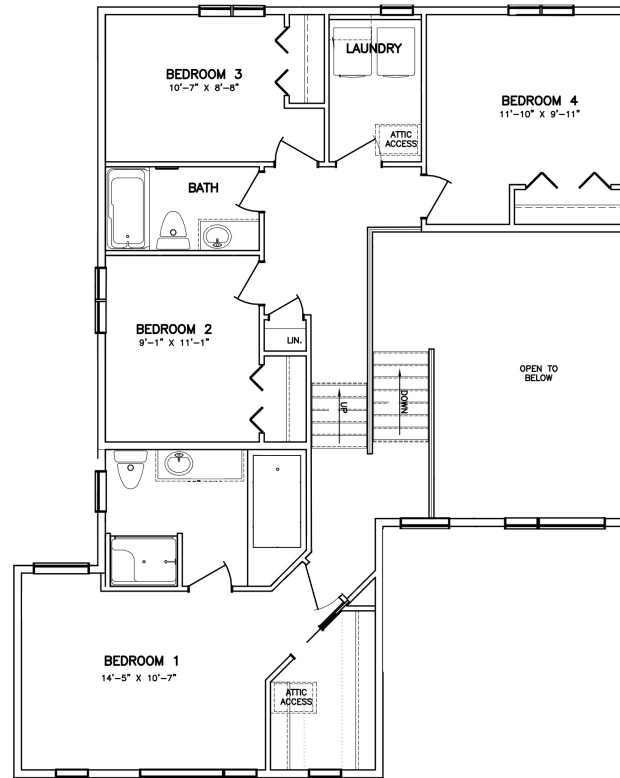 LAUNDRY
BEDROOM 3
10'-7" X 8'-8"
BEDROOM 4
11'-10" X 9'-11"
ATTIC
ACCESS
BATH
BEDROOM 2
9'-1" X 11'-1"
LIN.
OPEN TO
BELOW
UP
DOWN
BEDROOM 1
14'-5" X 10'-7"
ATTIC
ACCESS